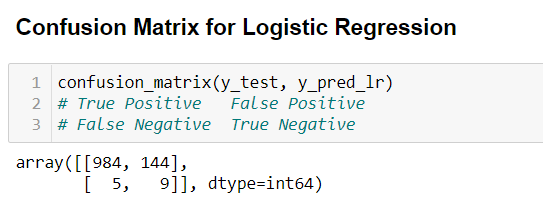 Confusion Matrix for Logistic Regression
1 confusion_matrix(y_test, y_pred_lr)
2 # True Positive   False Positive
3 # False Negative  True Negative
array([[984, 144],
       [  5,   9]], dtype=int64)